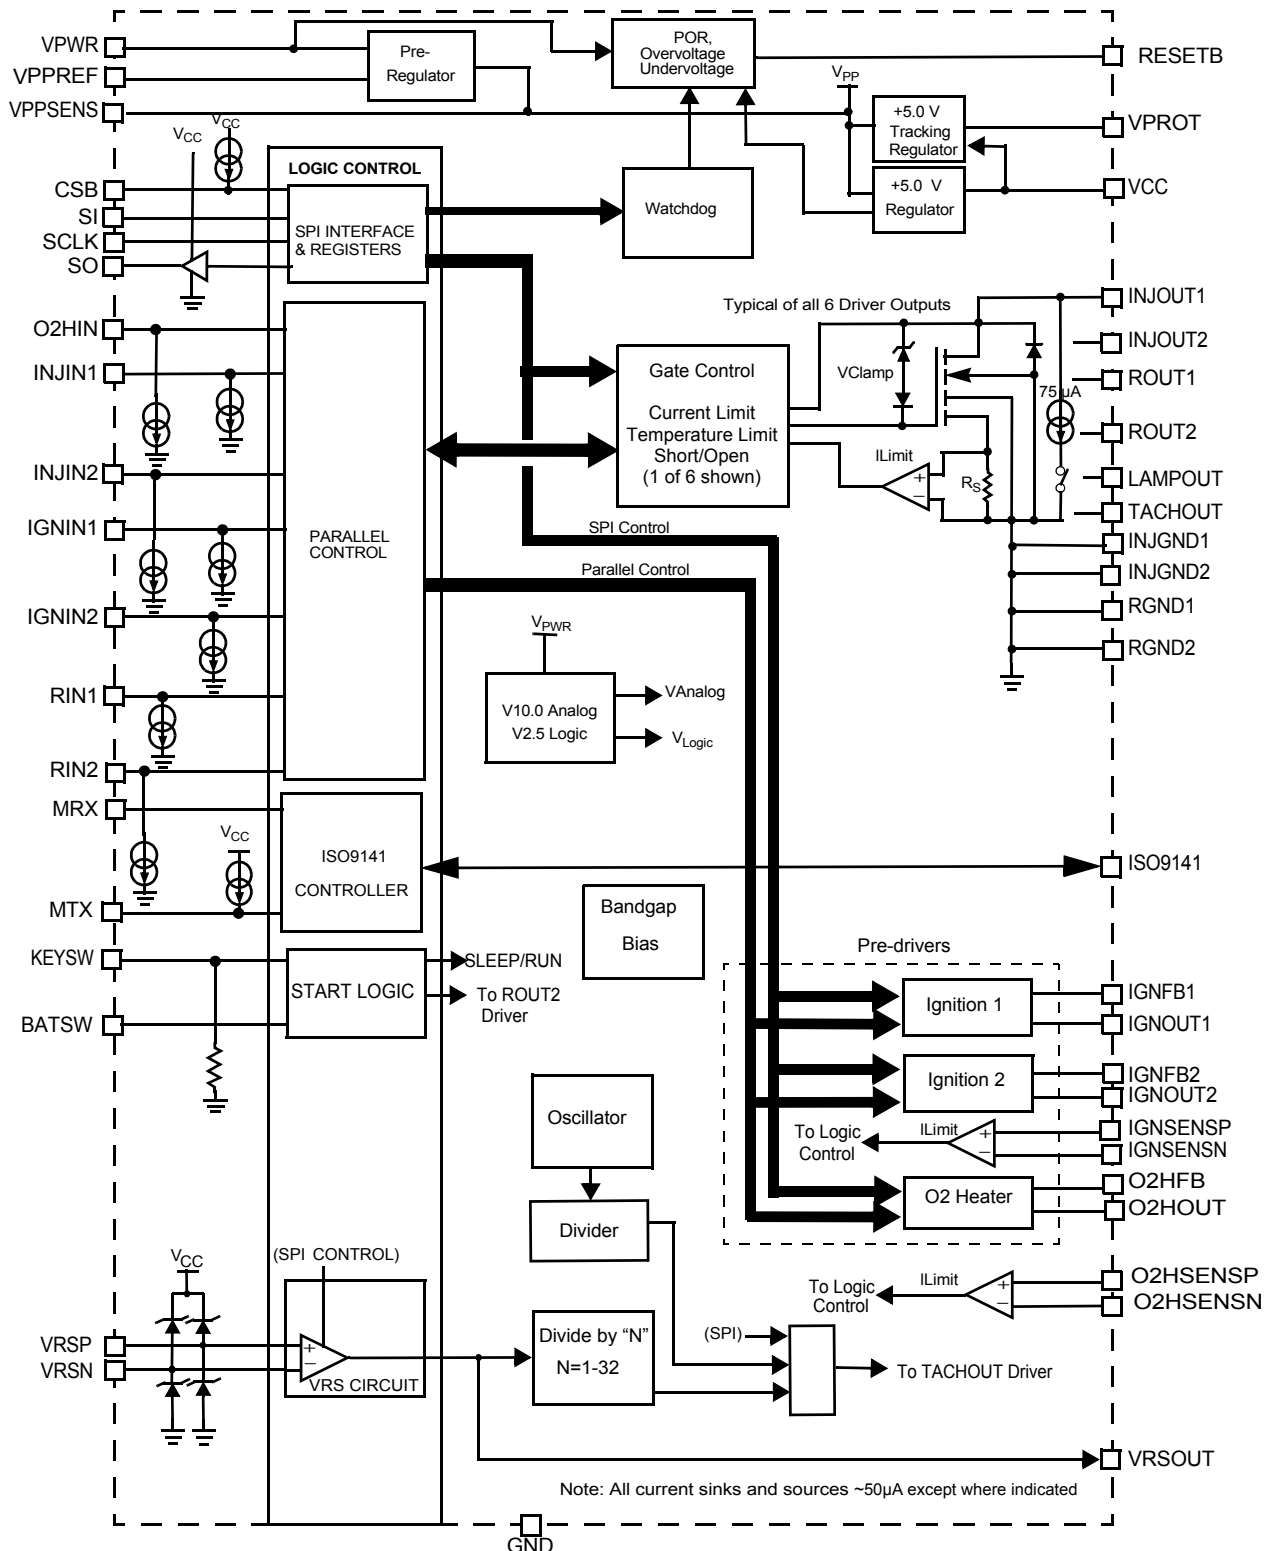 VPWR
VPPREF
VPPSENS
Pre-
Regulator
POR,
Overvoltage
Undervoltage
RESETB
VPP
+5.0 V
Tracking
Regulator
VPROT
+5.0 V
Regulator
VCC
VCC
VCC
LOGIC CONTROL
CSB
SI
SCLK
SO
SPI INTERFACE
& REGISTERS
Watchdog
O2HIN
INJIN1
INJIN2
IGNIN1
IGNIN2
RIN1
RIN2
PARALLEL
CONTROL
Typical of all 6 Driver Outputs
Gate Control
Current Limit
Temperature Limit
Short/Open
(1 of 6 shown)
VClamp
75 µA
ILimit
+
−
RS
INJOUT1
INJOUT2
ROUT1
ROUT2
LAMPOUT
TACHOUT
INJGND1
INJGND2
RGND1
RGND2
SPI Control
Parallel Control
VPWR
V10.0 Analog
V2.5 Logic
VAnalog
VLogic
MRX
VCC
MTX
ISO9141
CONTROLLER
ISO9141
Bandgap
Bias
KEYSW
BATSW
START LOGIC
SLEEP/RUN
To ROUT2
Driver
Pre-drivers
Ignition 1
IGNFB1
IGNOUT1
Ignition 2
IGNFB2
IGNOUT2
To Logic
Control
ILimit
+
−
IGNSENSP
IGNSENSN
O2 Heater
O2HFB
O2HOUT
Oscillator
Divider
To Logic
Control
ILimit
+
−
O2HSENSP
O2HSENSN
VCC
(SPI CONTROL)
VRSP
VRSN
+
−
VRS CIRCUIT
Divide by “N”
N=1-32
(SPI)
To TACHOUT Driver
VRSOUT
Note: All current sinks and sources ~50µA except where indicated
GND